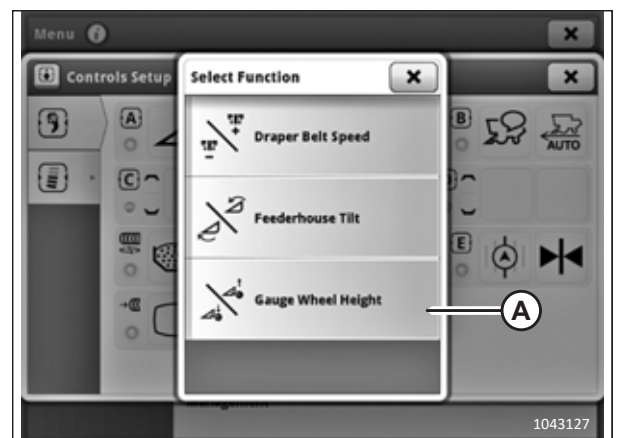 Menu i
Controls Setup
Select Function
A
B
Draper Belt Speed
AUTO
C
Feederhouse Tilt
E
Gauge Wheel Height
A
1043127